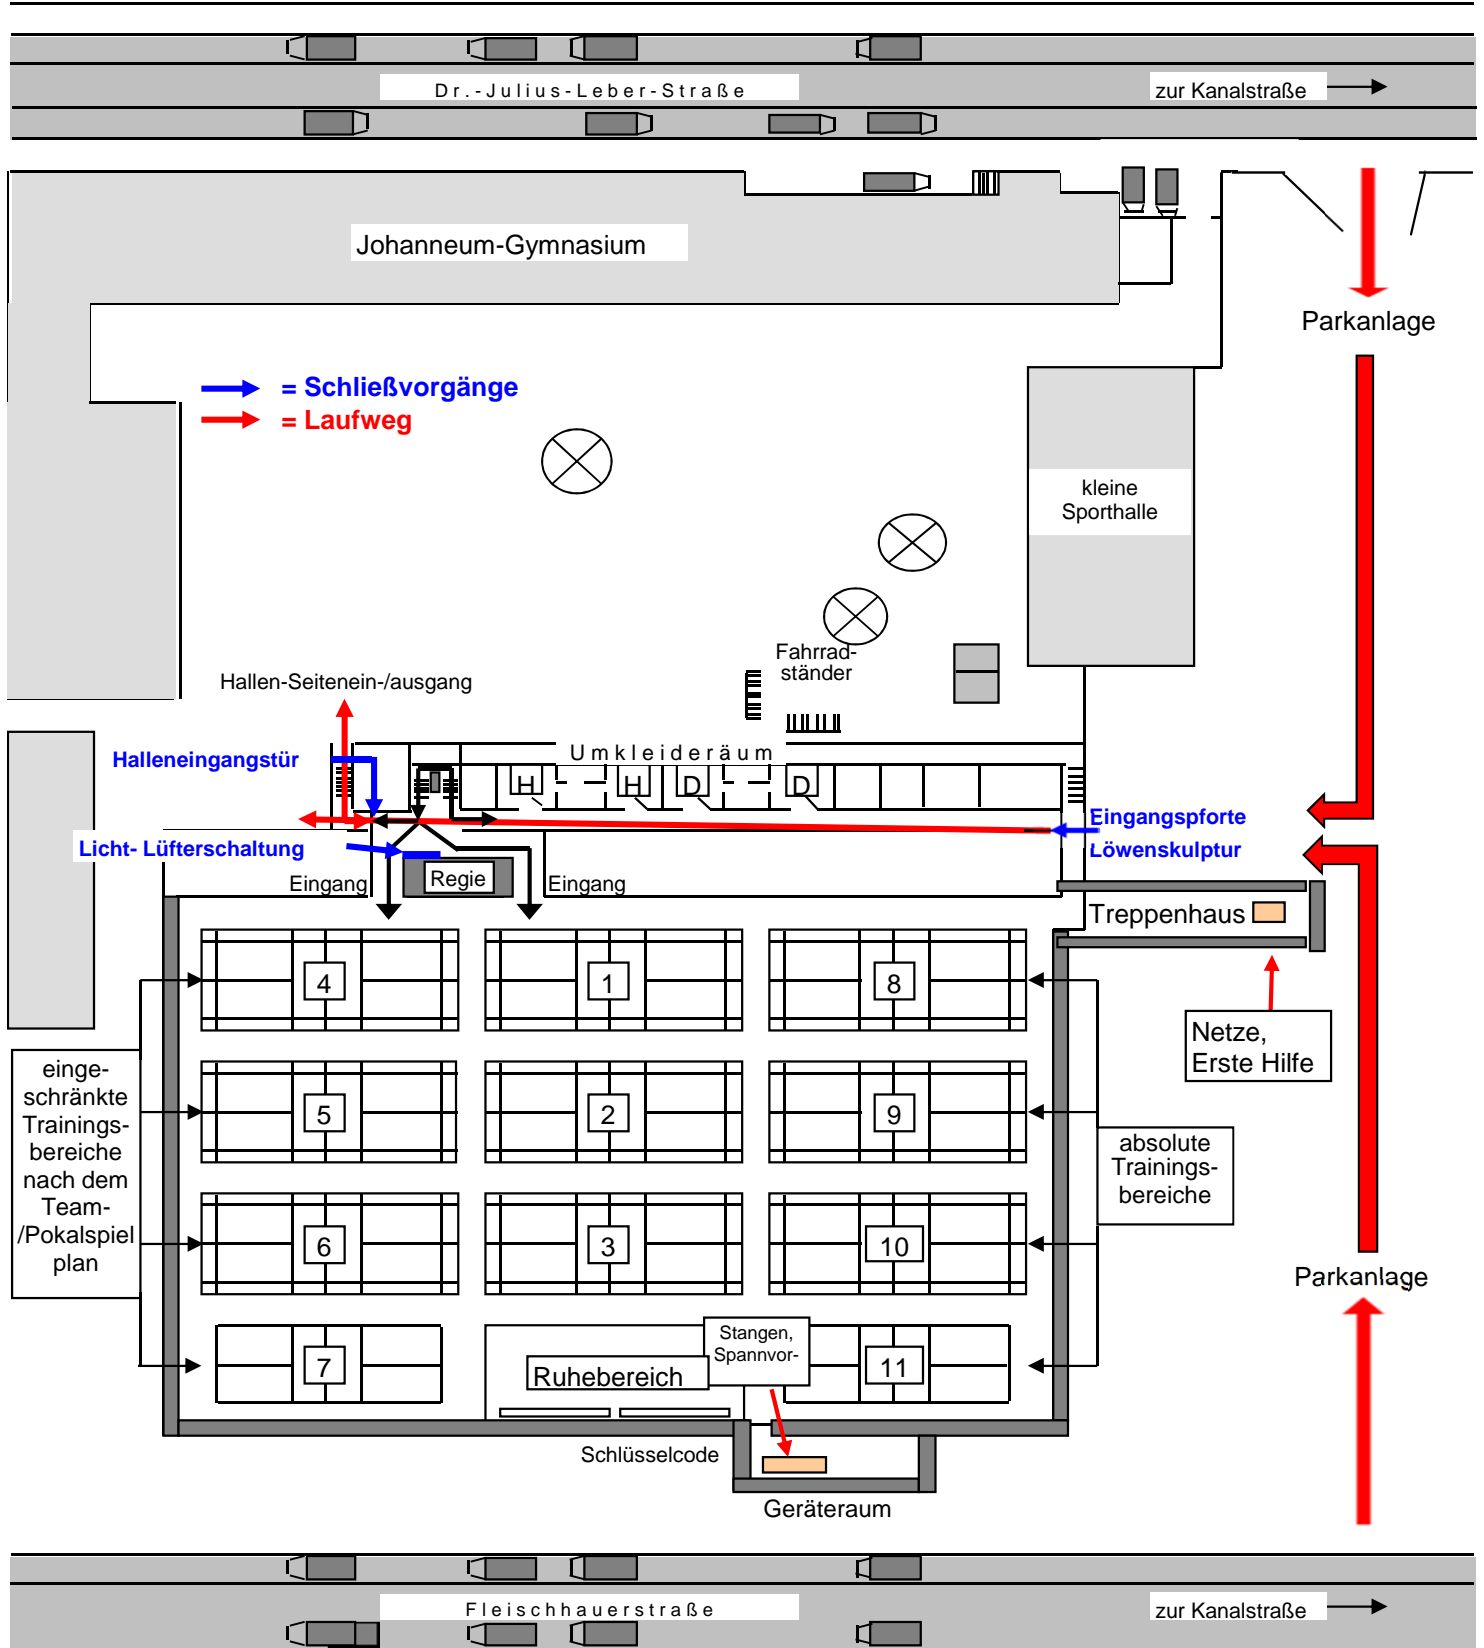 Dr.-Julius-Leber-Straße
zur Kanalstraße
Johanneum-Gymnasium
Parkanlage
= Schließvorgänge
= Laufweg
kleine
Sporthalle
Fahrrad-
ständer
Hallen-Seitenein-/ausgang
Halleneingangstür
Umkleideräum
H
H
D
D
Eingangspforte
Löwenskulptur
Licht- Lüfterschaltung
Eingang
Regie
Eingang
Treppenhaus
4
1
8
Netze,
Erste Hilfe
einge-
schränkte
Trainings-
bereiche
nach dem
Team-
/Pokalspiel
plan
5
2
9
absolute
Trainings-
bereiche
6
3
10
Parkanlage
7
Ruhebereich
Stangen,
Spannvor-
11
Schlüsselcode
Geräteraum
Fleischhauerstraße
zur Kanalstraße